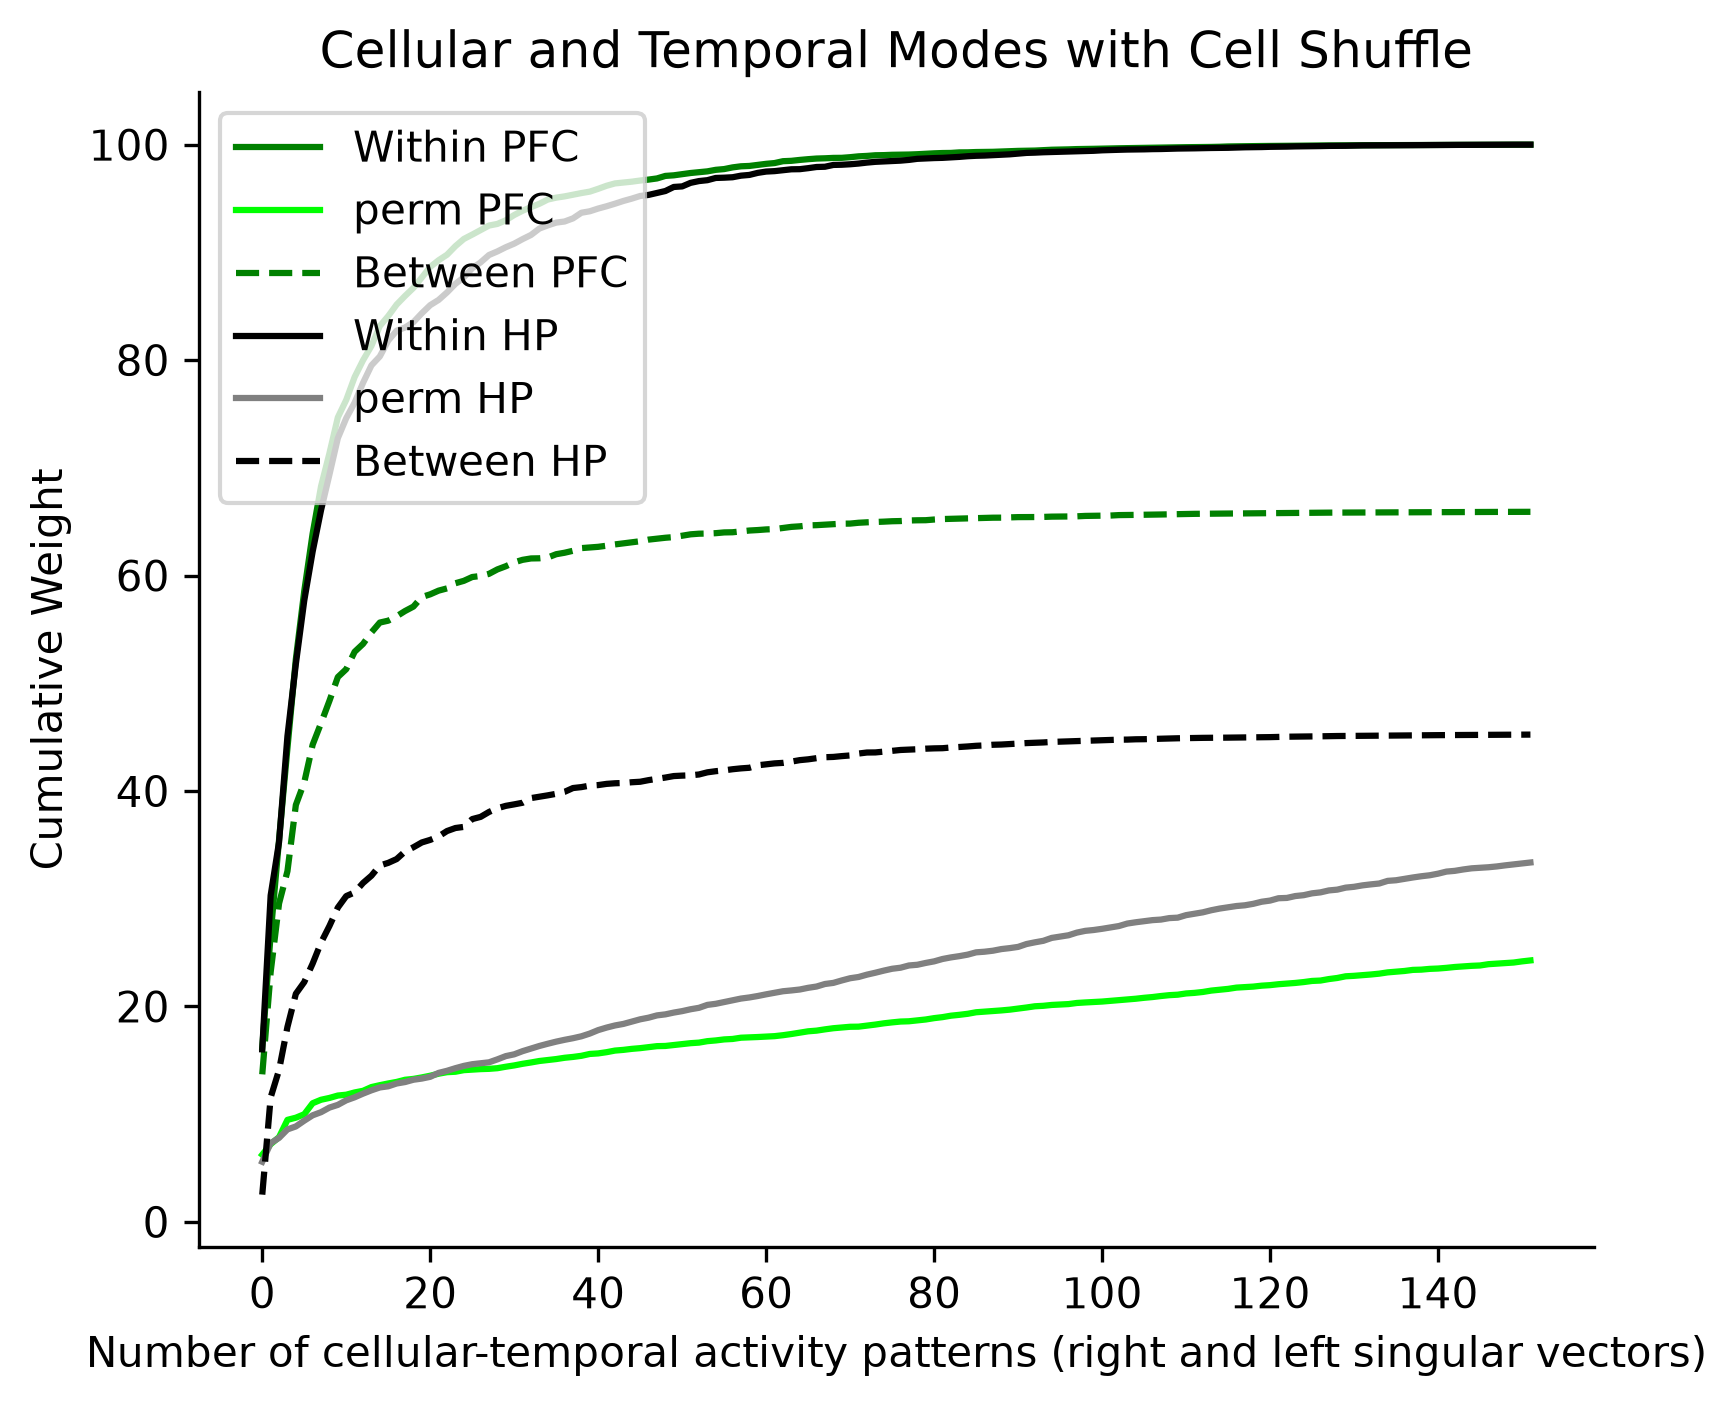 Cellular and Temporal Modes with Cell Shuffle
Within PFC
perm PFC
Between PFC
Within HP
perm HP
Between HP
Cumulative Weight
100
80
60
40
20
0
0 20 40 60 80 100 120 140
Number of cellular-temporal activity patterns (right and left singular vectors)